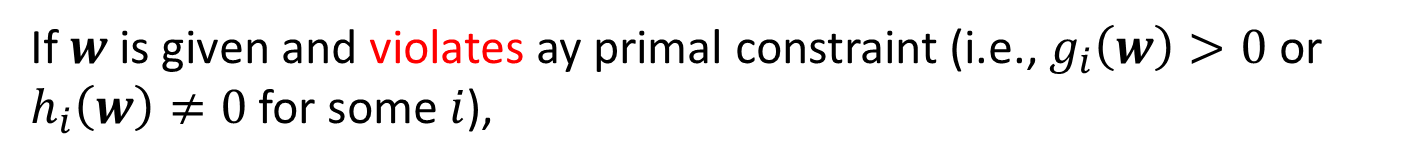 If w is given and violates ay primal constraint (i.e., gᵢ(w) > 0 or
hᵢ(w) ≠ 0 for some i),